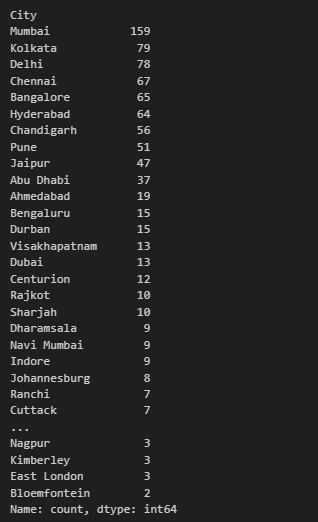 City
Mumbai 159
Kolkata 79
Delhi 78
Chennai 67
Bangalore 65
Hyderabad 64
Chandigarh 56
Pune 51
Jaipur 47
Abu Dhabi 37
Ahmedabad 19
Bengaluru 15
Durban 15
Visakhapatnam 13
Dubai 13
Centurion 12
Rajkot 10
Sharjah 10
Dharamsala 9
Navi Mumbai 9
Indore 9
Johannesburg 8
Ranchi 7
Cuttack 7
...
Nagpur 3
Kimberley 3
East London 3
Bloemfontein 2
Name: count, dtype: int64